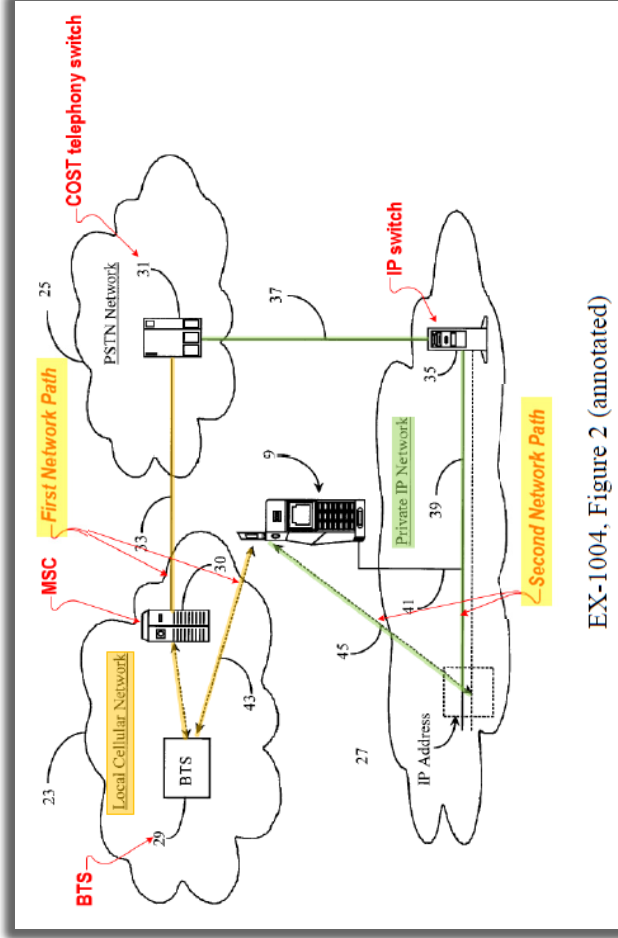 COST telephony switch
25
PSTN Network
31
First Network Path
33
MSC
30
23
Local Cellular Network
43
BTS
29
BTS
37
IP switch
35
9
Private IP Network
39
Second Network Path
41
45
27
IP Address
EX-1004, Figure 2 (annotated)